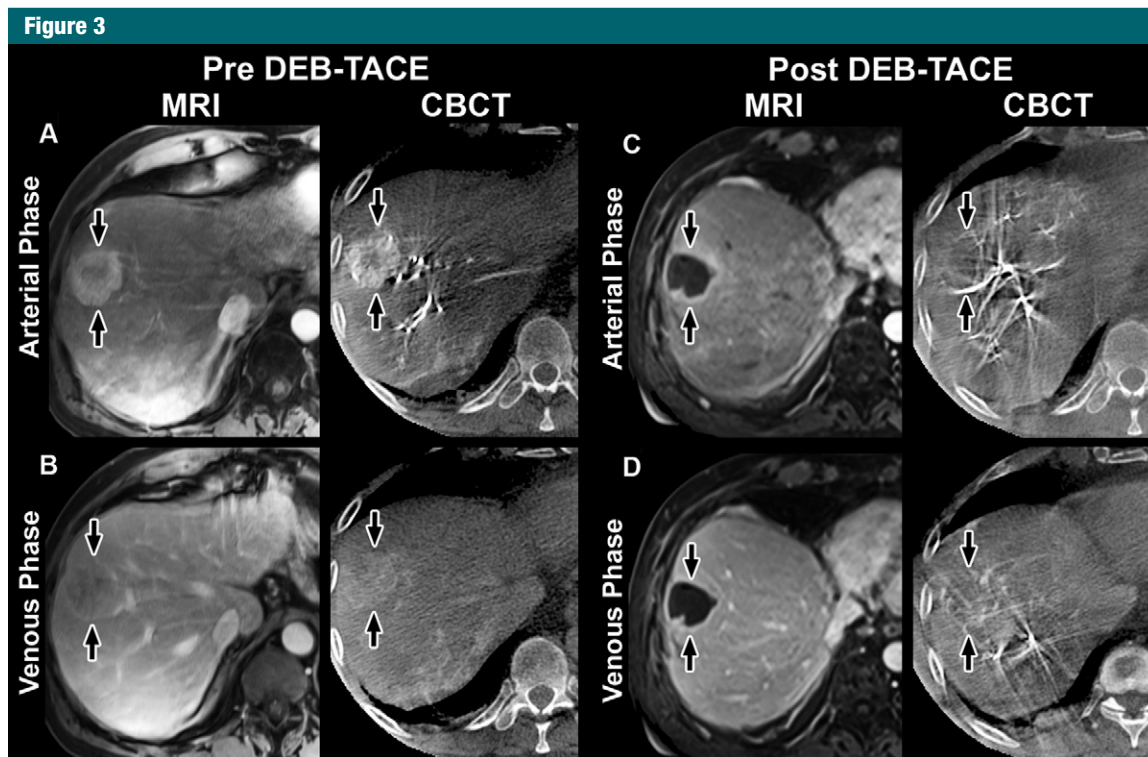 Figure 3
Pre DEB-TACE
Post DEB-TACE
MRI
CBCT
MRI
CBCT
A
C
Arterial Phase
Arterial Phase
B
D
Venous Phase
Venous Phase